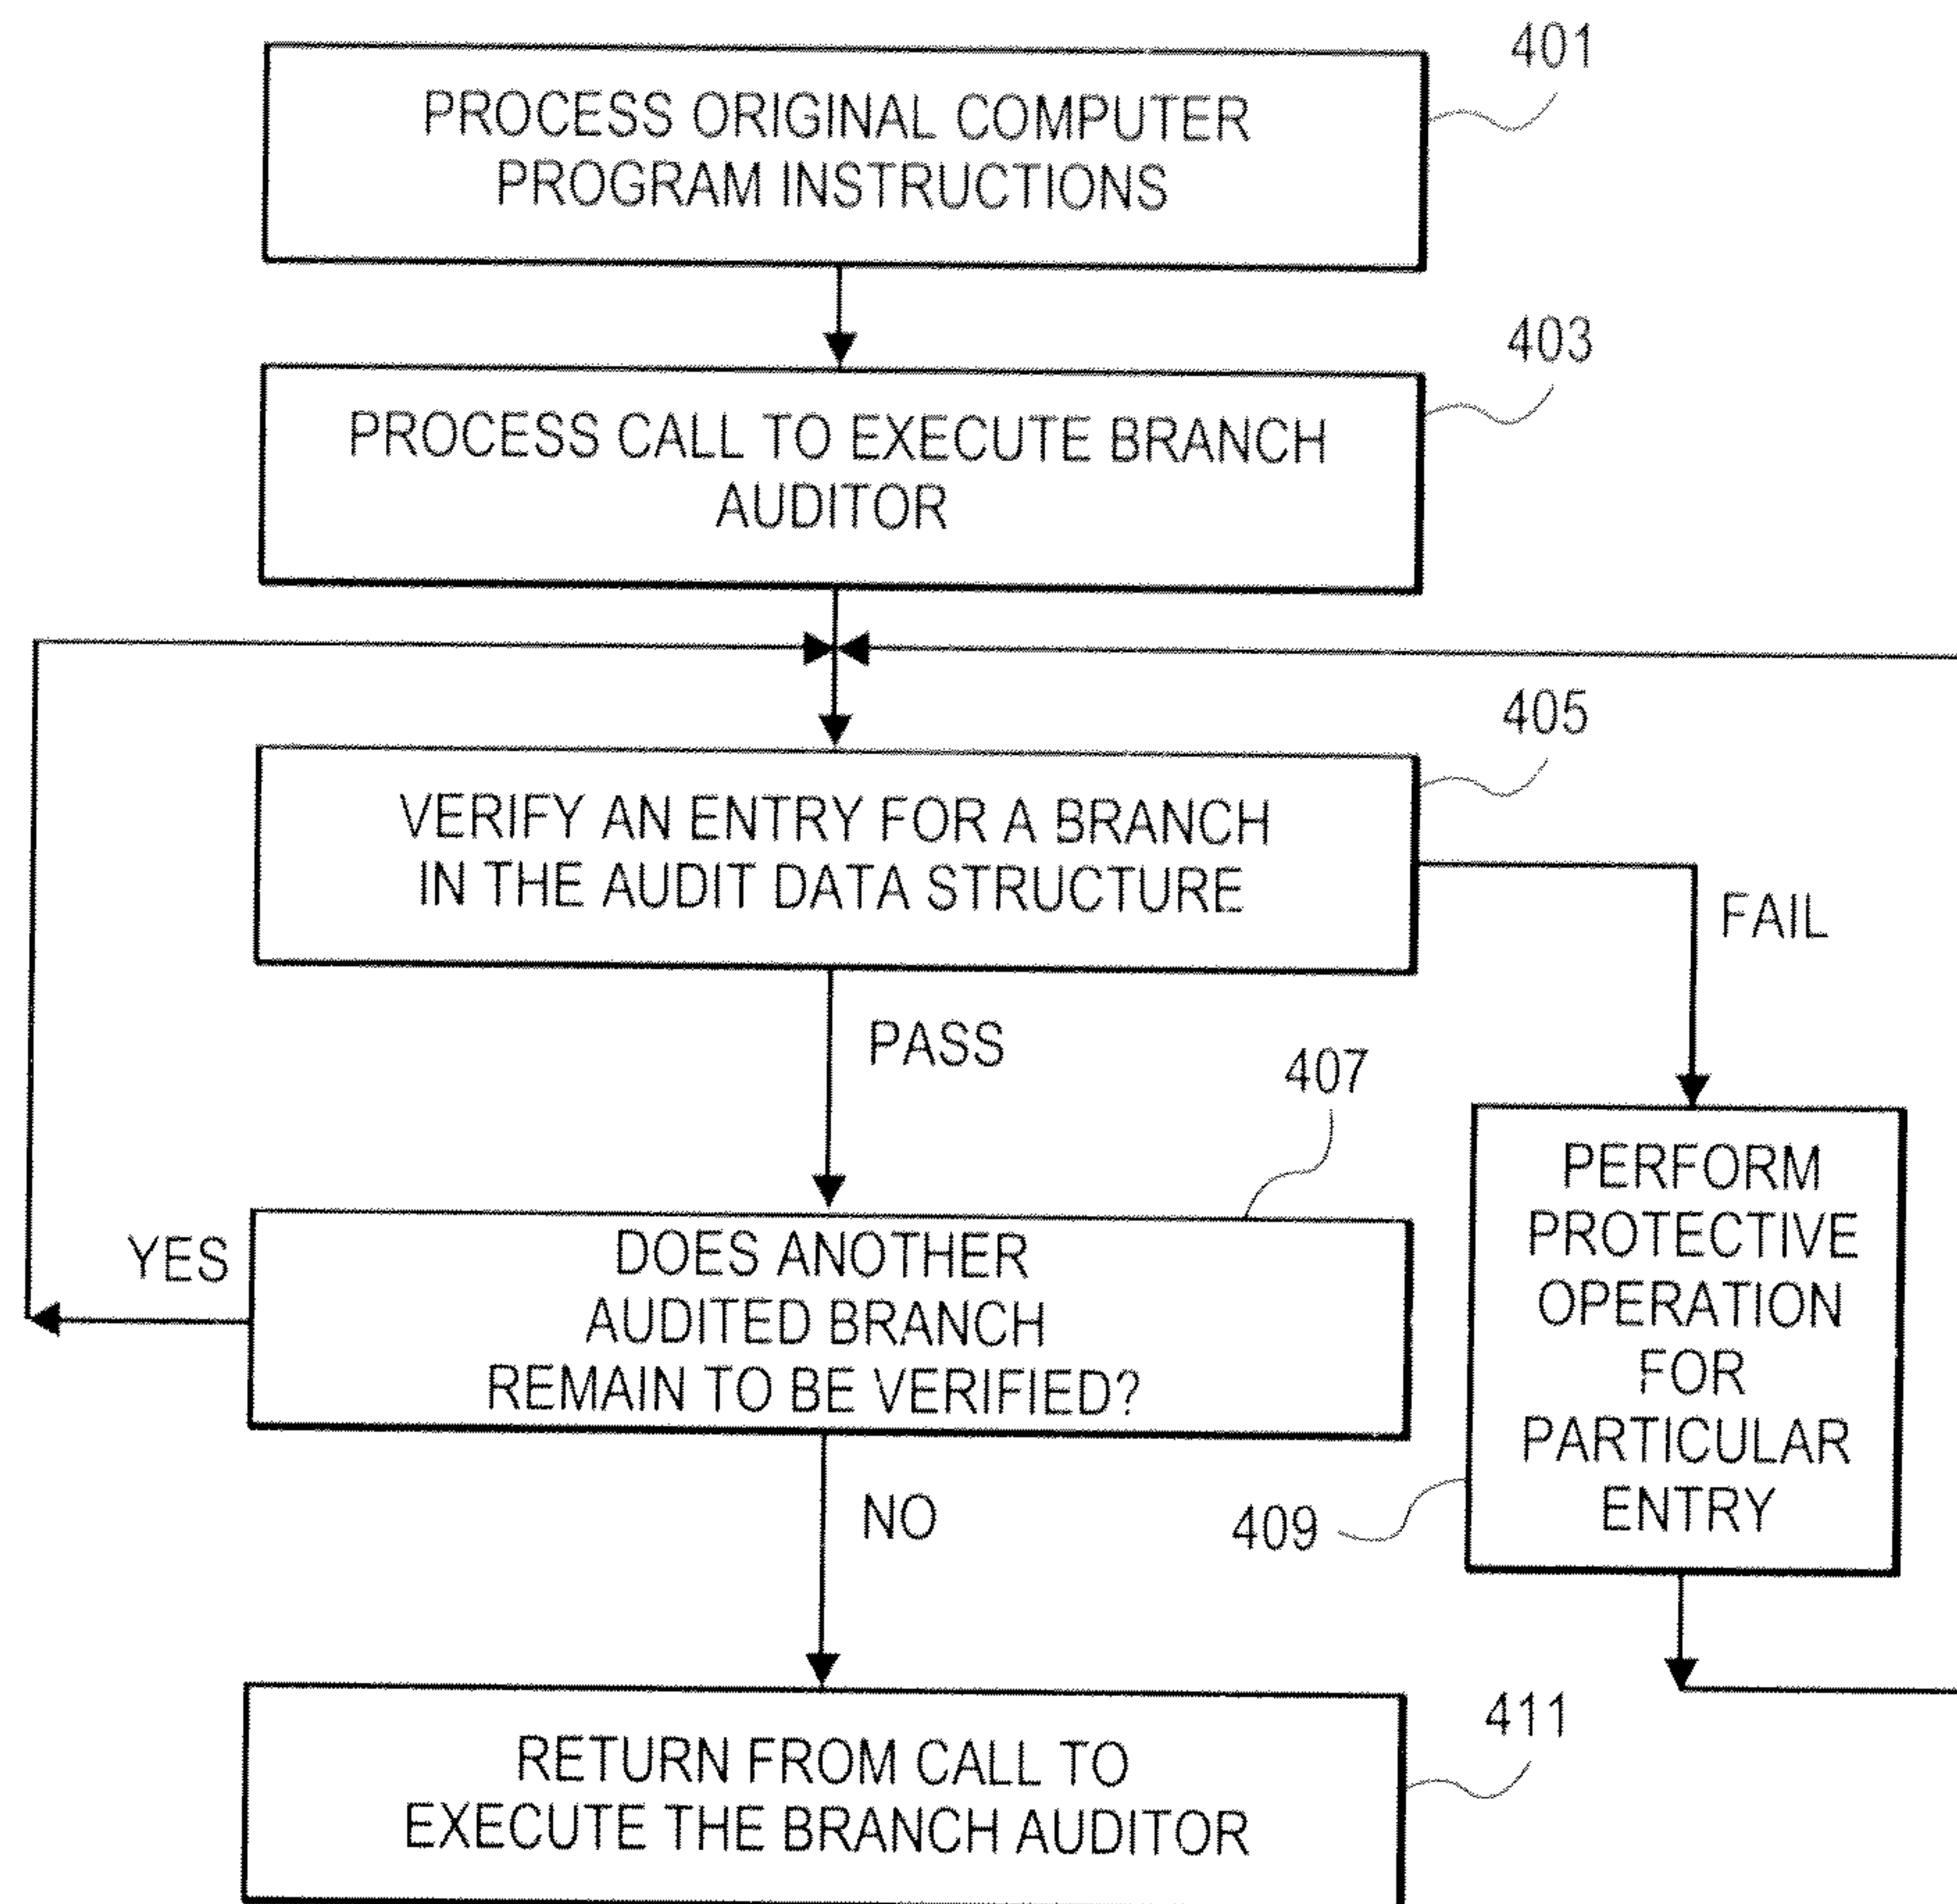 401
PROCESS ORIGINAL COMPUTER
PROGRAM INSTRUCTIONS
403
PROCESS CALL TO EXECUTE BRANCH
AUDITOR
405
VERIFY AN ENTRY FOR A BRANCH
IN THE AUDIT DATA STRUCTURE
FAIL
PASS
407
YES
DOES ANOTHER
AUDITED BRANCH
REMAIN TO BE VERIFIED?
PERFORM
PROTECTIVE
OPERATION
FOR
PARTICULAR
ENTRY
409
NO
411
RETURN FROM CALL TO
EXECUTE THE BRANCH AUDITOR